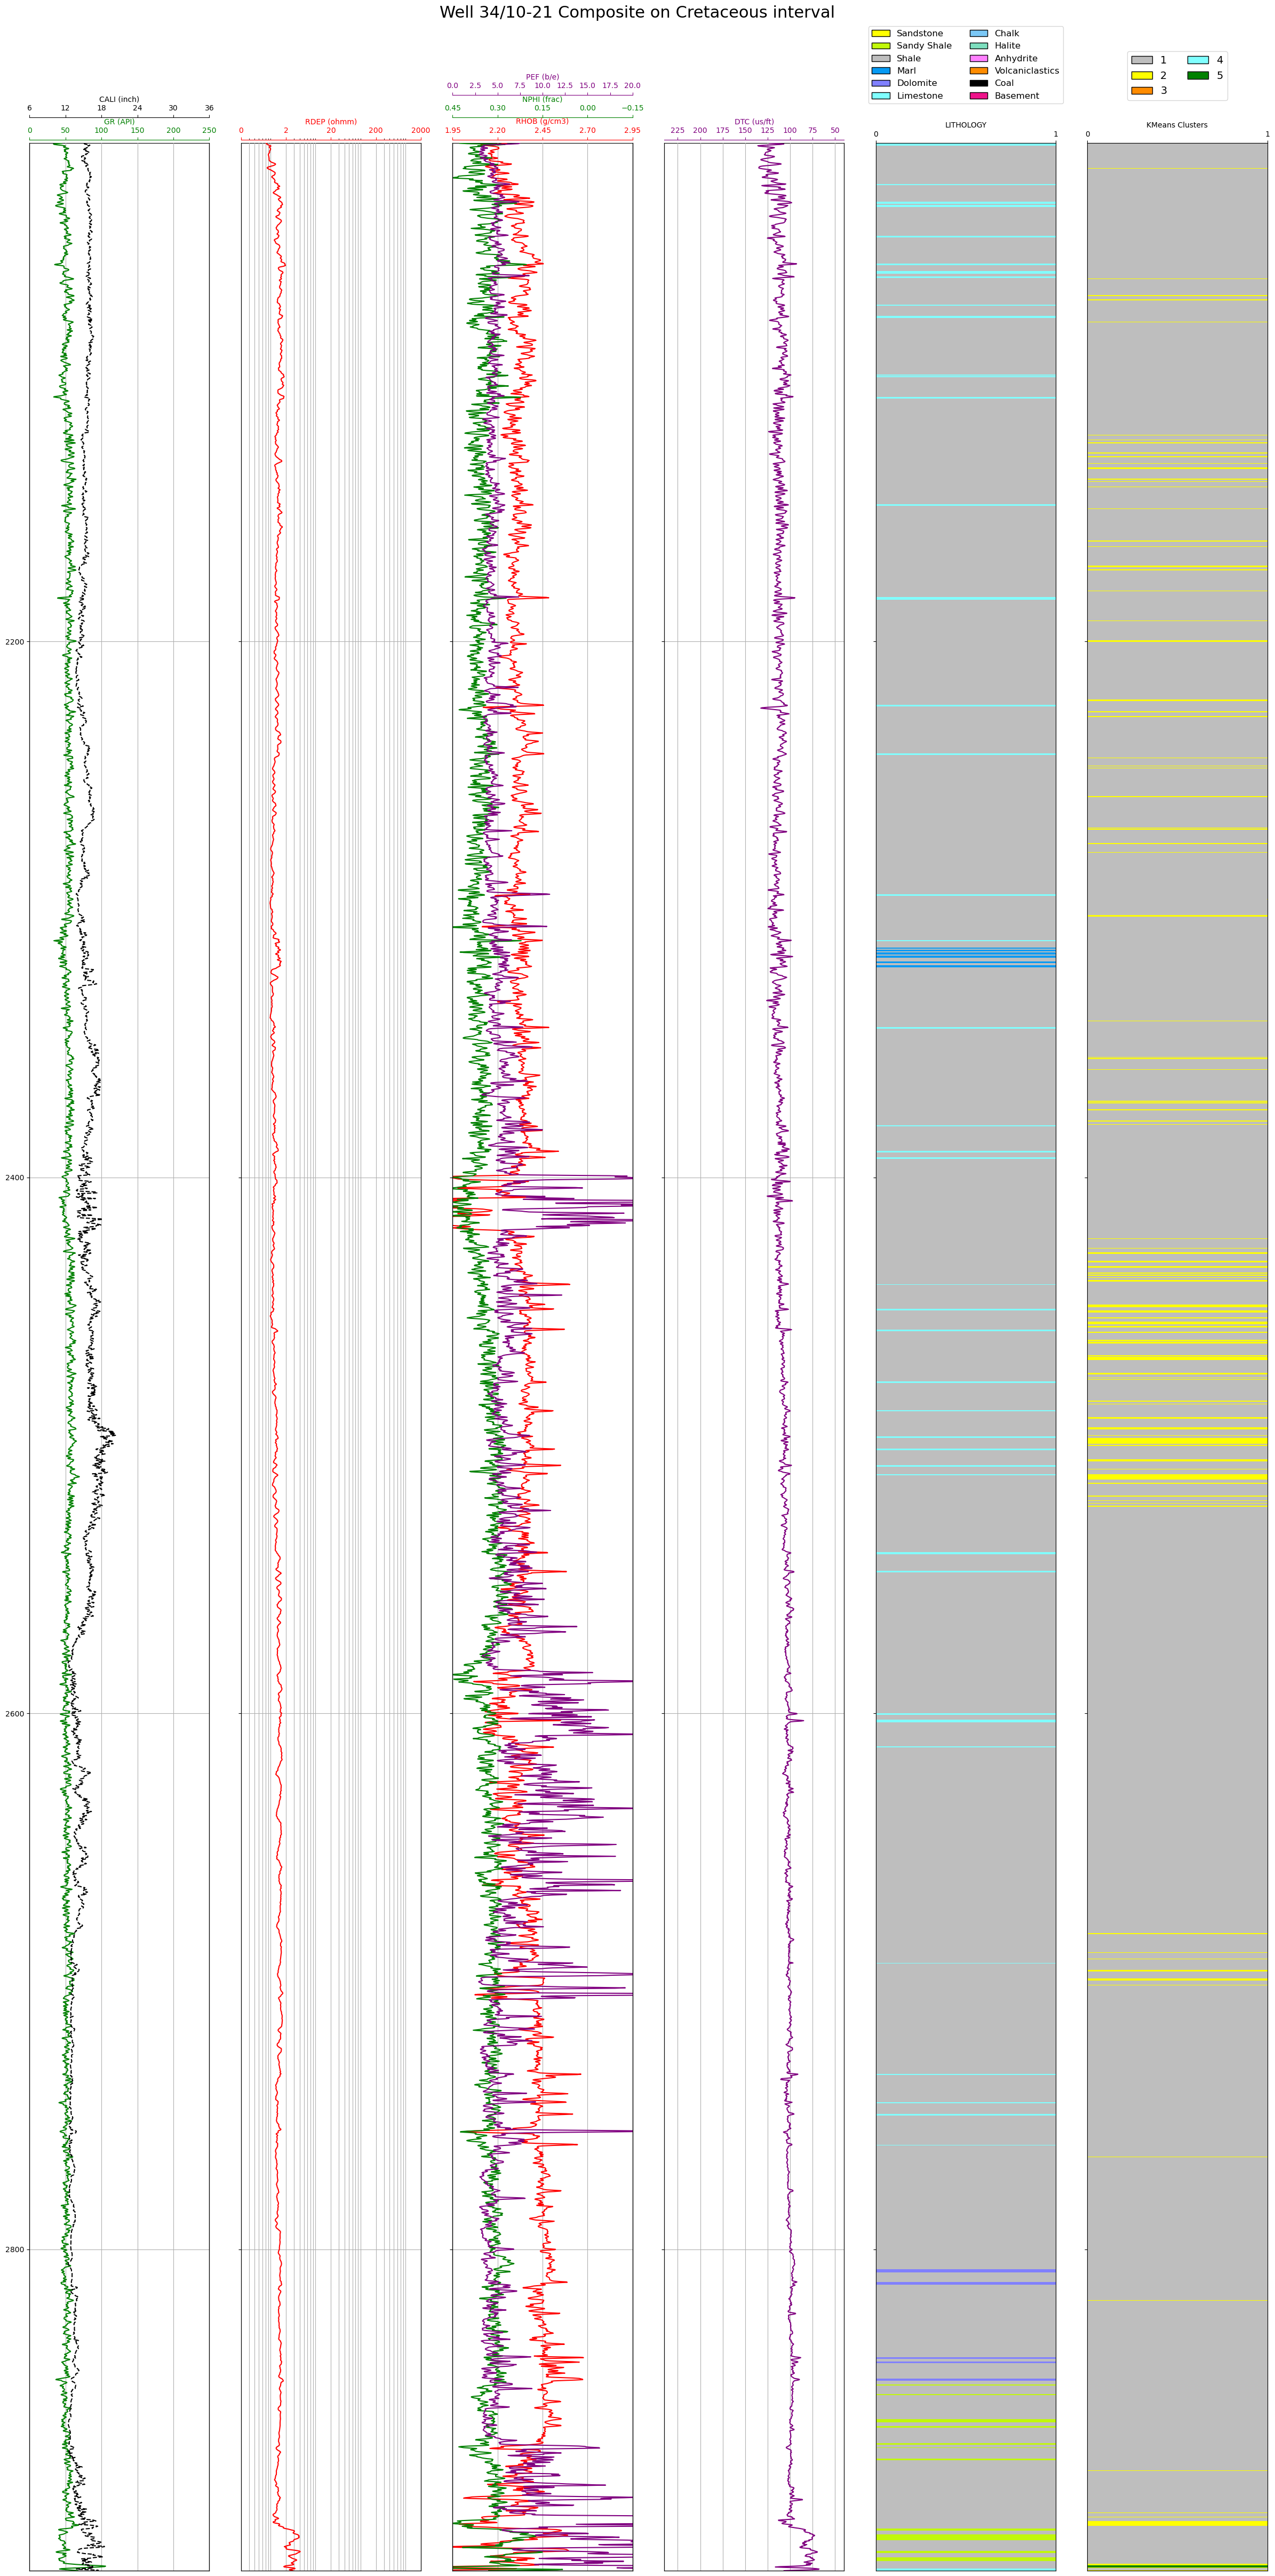 Well 34/10-21 Composite on Cretaceous interval
Sandstone Chalk
Sandy Shale Halite
Shale Anhydrite
Marl Volcaniclastics
Dolomite Coal
Limestone Basement
1 4
2 5
3
PEF (b/e)
0.0 2.5 5.0 7.5 10.0 12.5 15.0 17.5 20.0
CALI (inch)
NPHI (frac)
6 12 18 24 30 36
0.45 0.30 0.15 0.00 −0.15
GR (API)
RDEP (ohmm)
RHOB (g/cm3)
DTC (us/ft)
LITHOLOGY
KMeans Clusters
0 50 100 150 200 250
0 2 20 200 2000
1.95 2.20 2.45 2.70 2.95
225 200 175 150 125 100 75 50
0 1
0 1
2200
2400
2600
2800